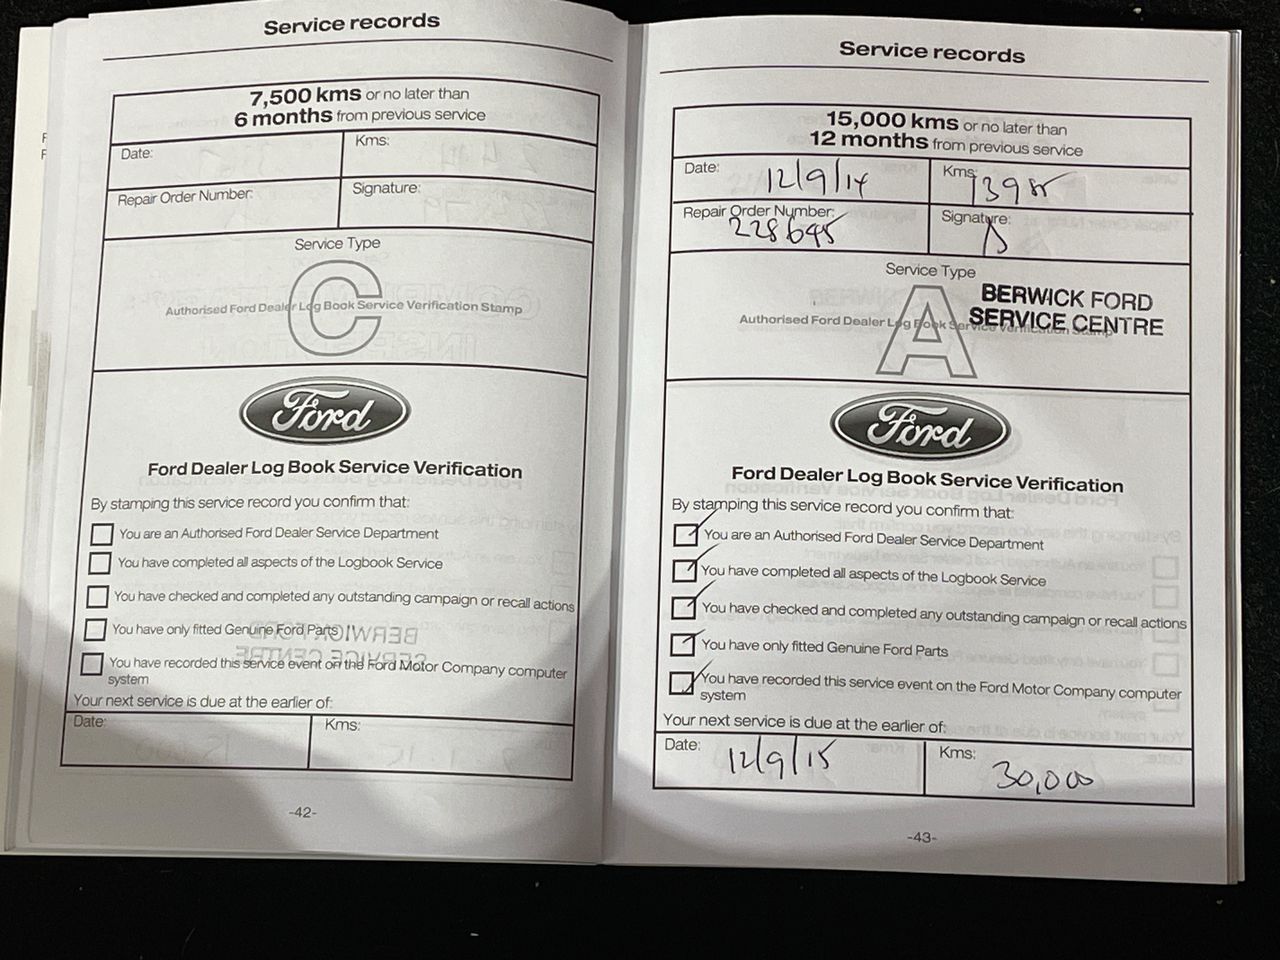 Service records
7,500 kms or no later than
6 months from previous service
Date:
Kms:
Repair Order Number:
Signature:
Service Type
C
Authorised Ford Dealer Log Book Service Verification Stamp
Ford
Ford Dealer Log Book Service Verification
By stamping this service record you confirm that:
You are an Authorised Ford Dealer Service Department
You have completed all aspects of the Logbook Service
You have checked and completed any outstanding campaign or recall actions
You have only fitted Genuine Ford Parts
You have recorded this service event on the Ford Motor Company computer
system
Your next service is due at the earlier of:
Date:
Kms:
-42-
Service records
15,000 kms or no later than
12 months from previous service
Date: 12/9/14
Kms:
Repair Order Number:
228695
Signature:
Service Type
A
BERWICK FORD
SERVICE CENTRE
Authorised Ford Dealer Log Book Service Verification Stamp
Ford
Ford Dealer Log Book Service Verification
By stamping this service record you confirm that:
You are an Authorised Ford Dealer Service Department
You have completed all aspects of the Logbook Service
You have checked and completed any outstanding campaign or recall actions
You have only fitted Genuine Ford Parts
You have recorded this service event on the Ford Motor Company computer
system
Your next service is due at the earlier of:
Date: 12/9/15
Kms: 30,000
-43-